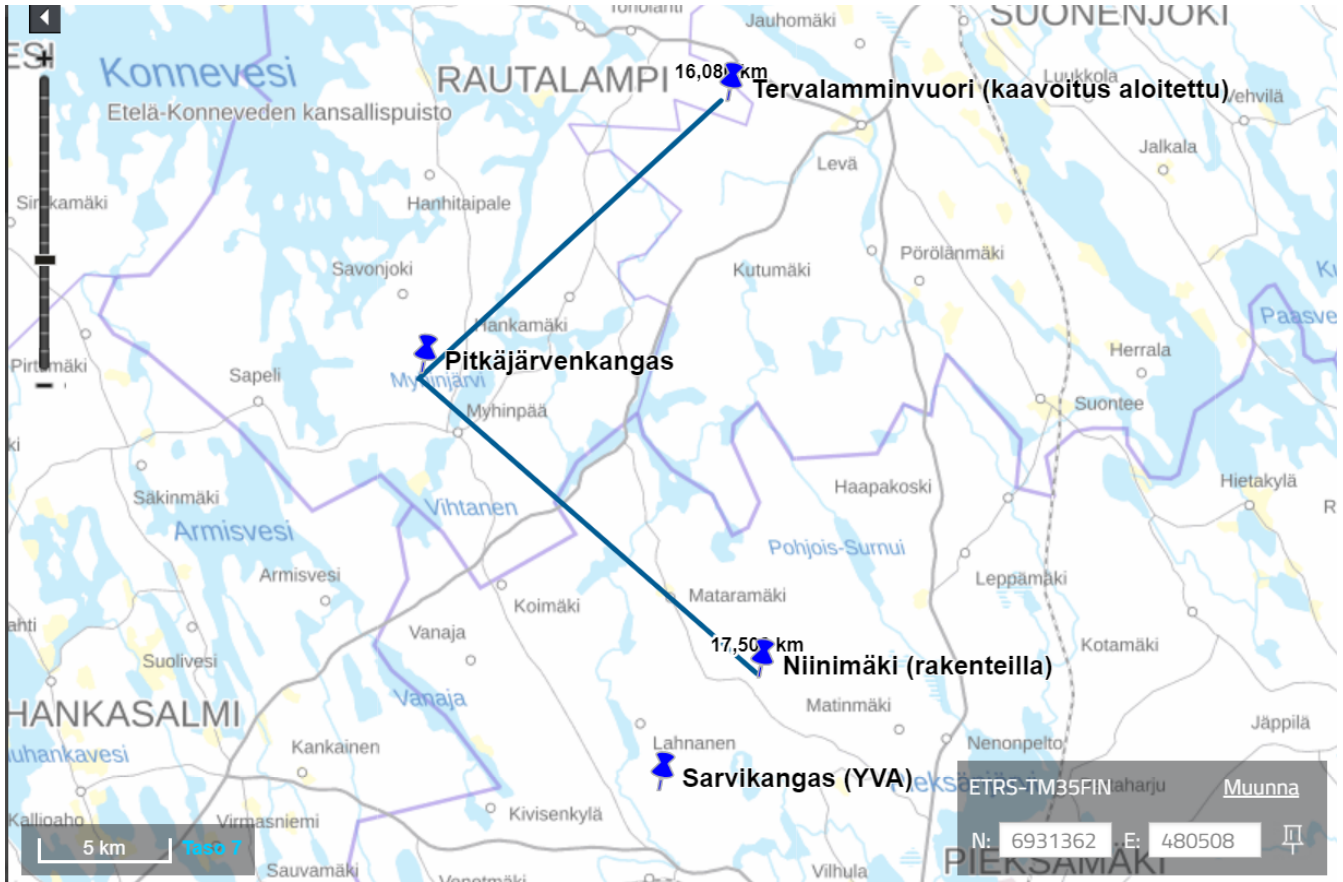 Jauhomäki
SUONENJOKI
Konnevesi
RAUTALAMPI
Luukkola
Tervalamminvuori (kaavoitus aloitettu)
Vehvilä
Etelä-Konneveden kansallispuisto
Levä
Jalkala
Hanhitaipale
Pörölänmäki
Savonjoki
Kutumäki
Hankamäki
Herrala
Pitkäjärvenkangas
Sapeli
Myhinpää
Suontee
Säkinmäki
Haapakoski
Hietakylä
Vihtanen
Armisvesi
Pohjois-Surnui
Armisvesi
Leppämäki
Koimäki
Mataramäki
Vanaja
Kotamäki
Suolivesi
Niinimäki (rakenteilla)
Vanaja
Matinmäki
HANKASALMI
Jäppilä
Kankainen
Lahnanen
Nenonpelto
Sarvikangas (YVA)
ETRS-TM35FIN
Muunna
Kivisenkylä
Kallioaho
Virmasniemi
N: 6931362 E: 480508
5 km
Taso 7
PIEKSÄMÄKI
Sauvamäki
Vilhula